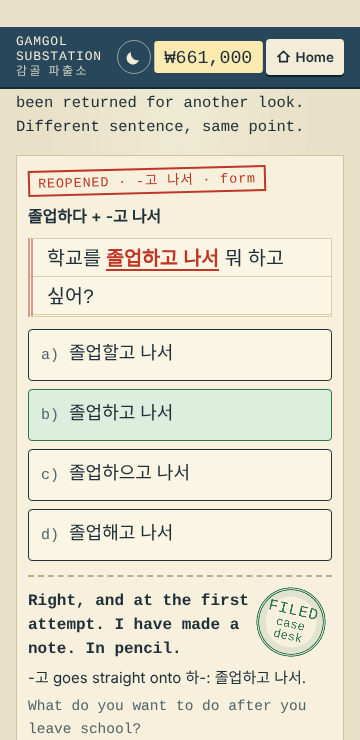 GAMGOL
SUBSTATION
감골 파출소
₩661,000
Home
been returned for another look.
Different sentence, same point.
REOPENED · -고 나서 · form
졸업하다 + -고 나서
학교를 졸업하고 나서 뭐 하고
싶어?
a) 졸업할고 나서
b) 졸업하고 나서
c) 졸업하으고 나서
d) 졸업해고 나서
Right, and at the first
attempt. I have made a
note. In pencil.
FILED
case
desk
-고 goes straight onto 하-: 졸업하고 나서.
What do you want to do after you
leave school?